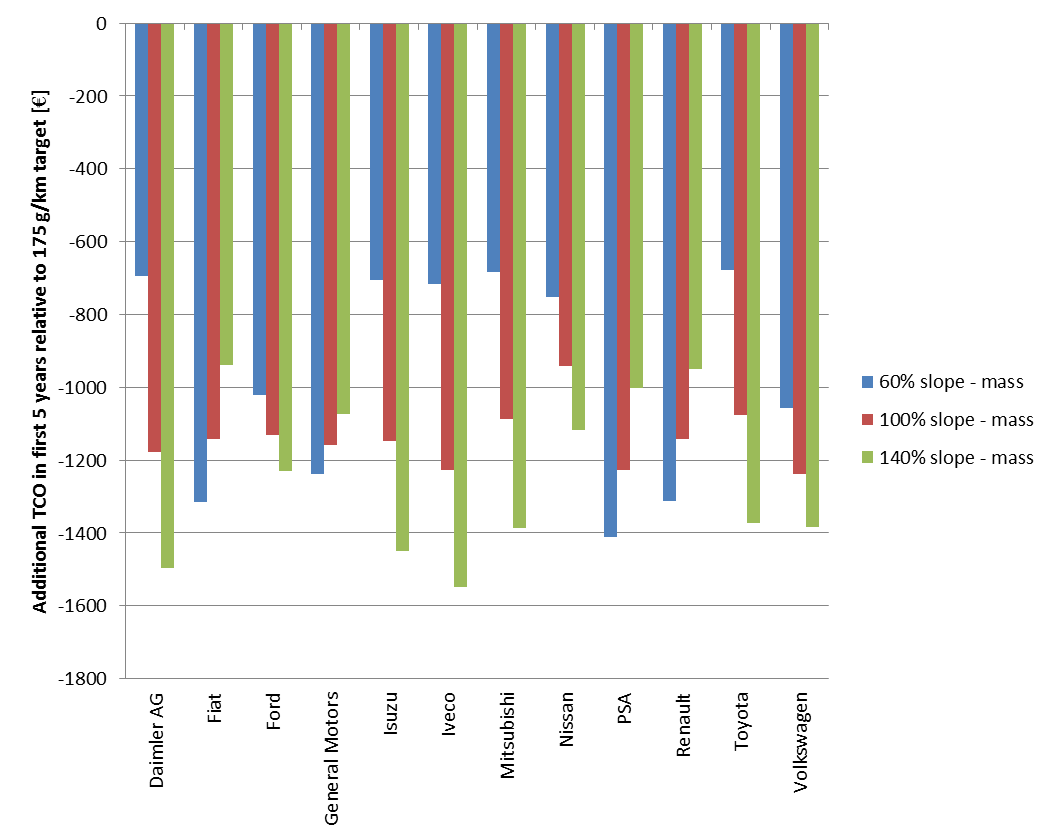 Additional TCO in first 5 years relative to 175 g/km target [€]
0
-200
-400
-600
-800
-1000
-1200
-1400
-1600
-1800
Daimler AG
Fiat
Ford
General Motors
Isuzu
Iveco
Mitsubishi
Nissan
PSA
Renault
Toyota
Volkswagen
60% slope - mass
100% slope - mass
140% slope - mass